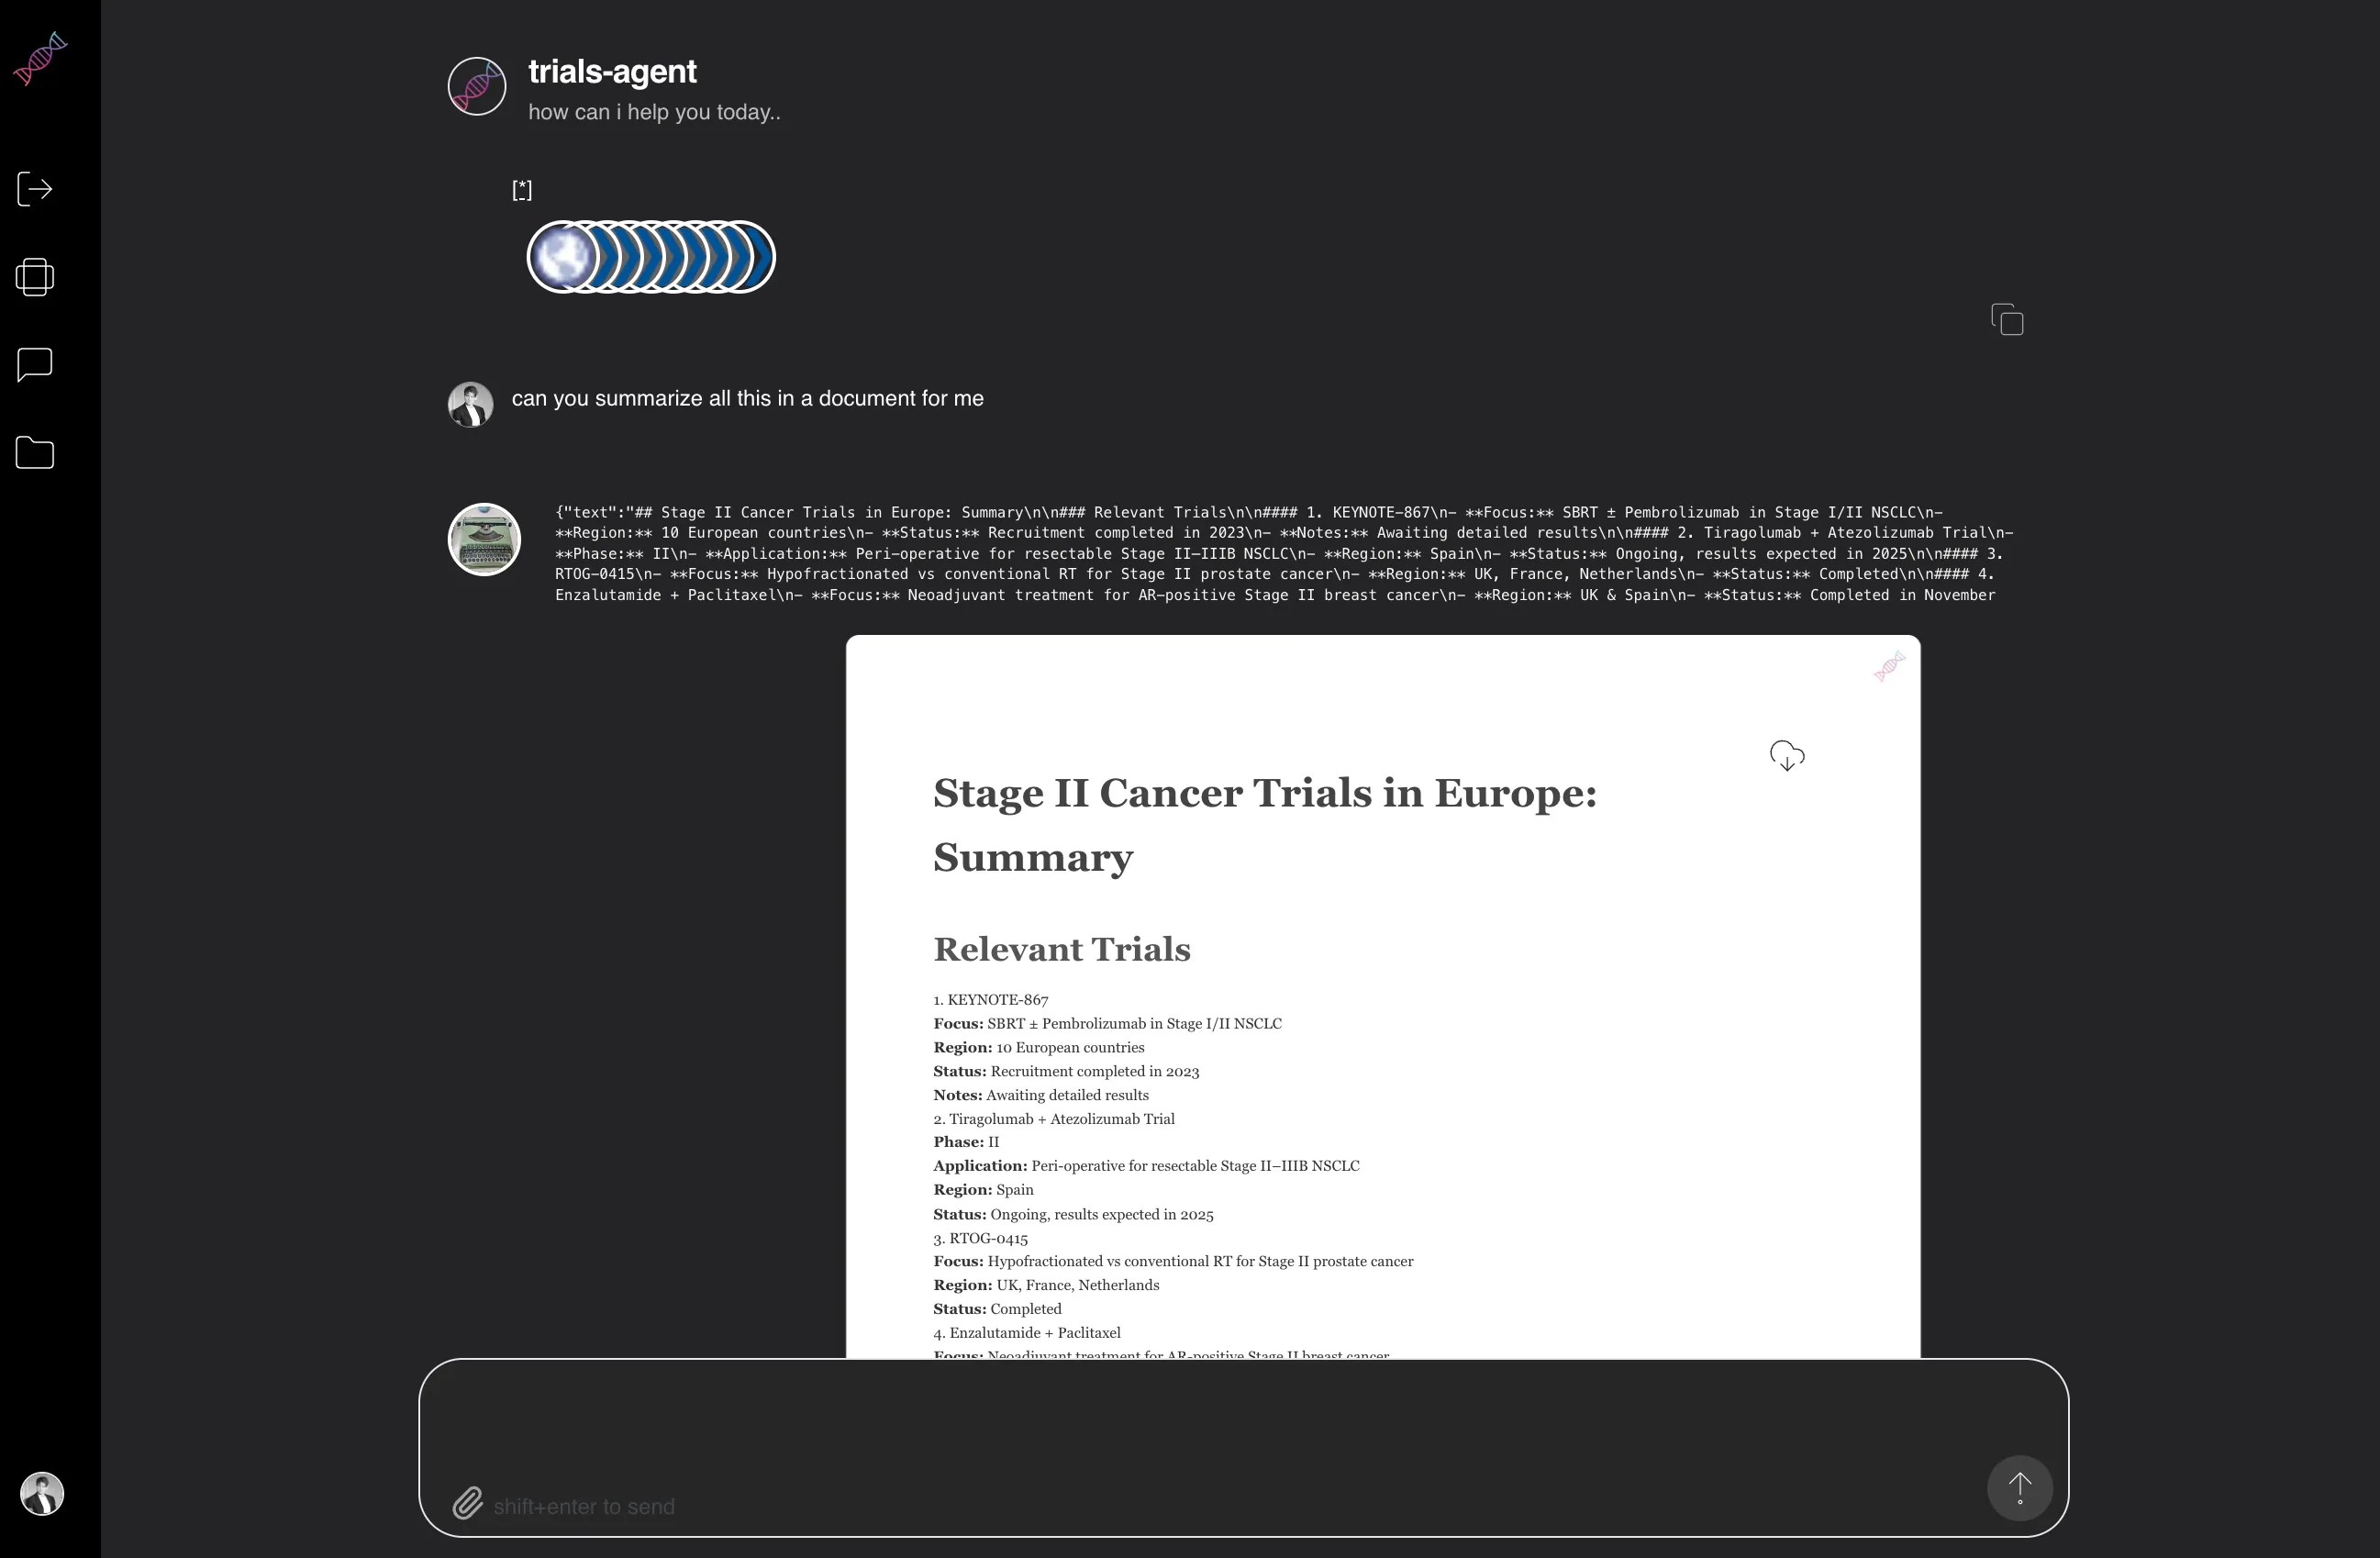 trials-agent
how can i help you today..
[*]
can you summarize all this in a document for me
{"text":"## Stage II Cancer Trials in Europe: Summary\n\n### Relevant Trials\n\n#### 1. KEYNOTE-867\n- **Focus:** SBRT ± Pembrolizumab in Stage I/II NSCLC\n-
**Region:** 10 European countries\n- **Status:** Recruitment completed in 2023\n- **Notes:** Awaiting detailed results\n\n#### 2. Tiragolumab + Atezolizumab Trial\n-
**Phase:** II\n- **Application:** Peri-operative for resectable Stage II–IIIB NSCLC\n- **Region:** Spain\n- **Status:** Ongoing, results expected in 2025\n\n#### 3.
RTOG-0415\n- **Focus:** Hypofractionated vs conventional RT for Stage II prostate cancer\n- **Region:** UK, France, Netherlands\n- **Status:** Completed\n\n#### 4.
Enzalutamide + Paclitaxel\n- **Focus:** Neoadjuvant treatment for AR-positive Stage II breast cancer\n- **Region:** UK & Spain\n- **Status:** Completed in November
Stage II Cancer Trials in Europe:
Summary
Relevant Trials
1. KEYNOTE-867
Focus: SBRT ± Pembrolizumab in Stage I/II NSCLC
Region: 10 European countries
Status: Recruitment completed in 2023
Notes: Awaiting detailed results
2. Tiragolumab + Atezolizumab Trial
Phase: II
Application: Peri-operative for resectable Stage II–IIIB NSCLC
Region: Spain
Status: Ongoing, results expected in 2025
3. RTOG-0415
Focus: Hypofractionated vs conventional RT for Stage II prostate cancer
Region: UK, France, Netherlands
Status: Completed
4. Enzalutamide + Paclitaxel
Focus: Neoadjuvant treatment for AR-positive Stage II breast cancer
shift+enter to send